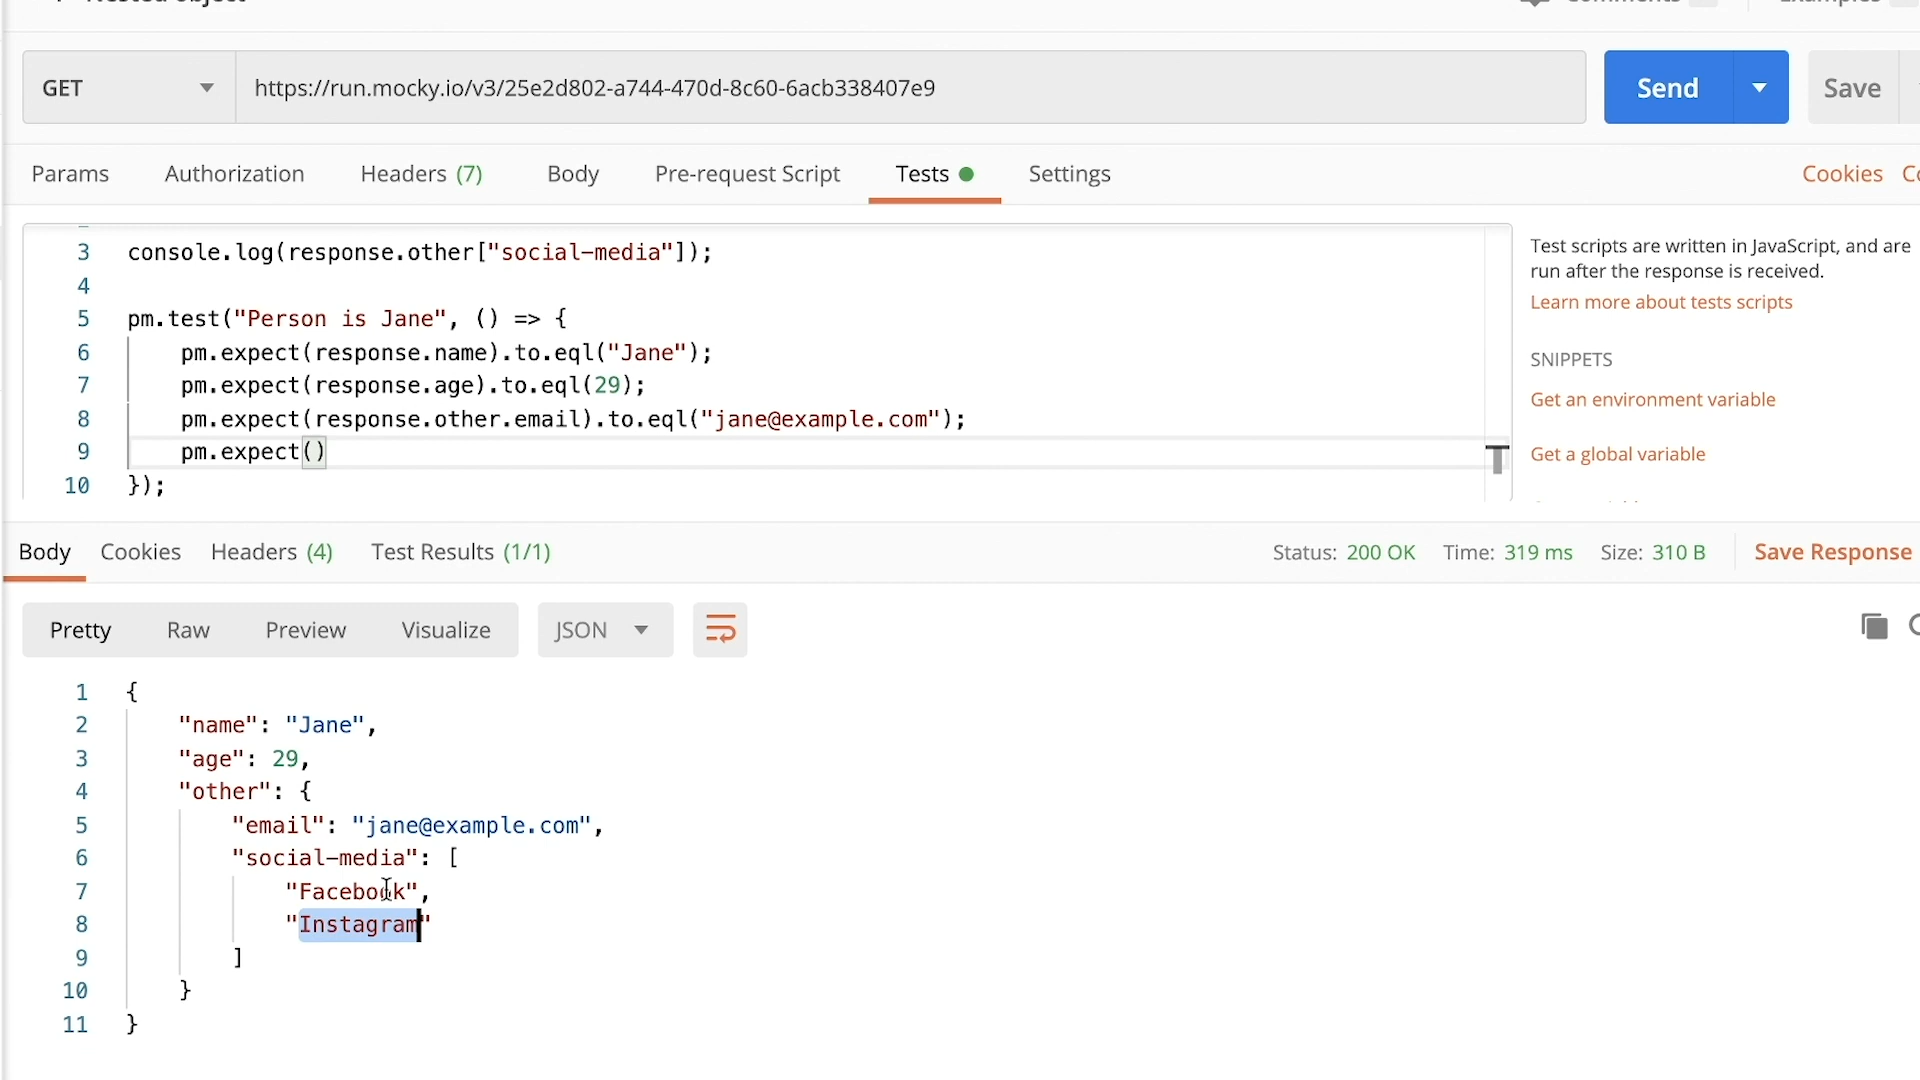 Nested object
Comments
Examples
GET
https://run.mocky.io/v3/25e2d802-a744-470d-8c60-6acb338407e9
Send
Save
Params
Authorization
Headers (7)
Body
Pre-request Script
Tests
Settings
Cookies
3 console.log(response.other["social-media"]);
4
5 pm.test("Person is Jane", () => {
6 pm.expect(response.name).to.eql("Jane");
7 pm.expect(response.age).to.eql(29);
8 pm.expect(response.other.email).to.eql("jane@example.com");
9 pm.expect()
10 });
Test scripts are written in JavaScript, and are
run after the response is received.
Learn more about tests scripts
SNIPPETS
Get an environment variable
Get a global variable
Body
Cookies
Headers (4)
Test Results (1/1)
Status: 200 OK
Time: 319 ms
Size: 310 B
Save Response
Pretty
Raw
Preview
Visualize
JSON
1 {
2 "name": "Jane",
3 "age": 29,
4 "other": {
5 "email": "jane@example.com",
6 "social-media": [
7 "Facebook",
8 "Instagram"
9 ]
10 }
11 }